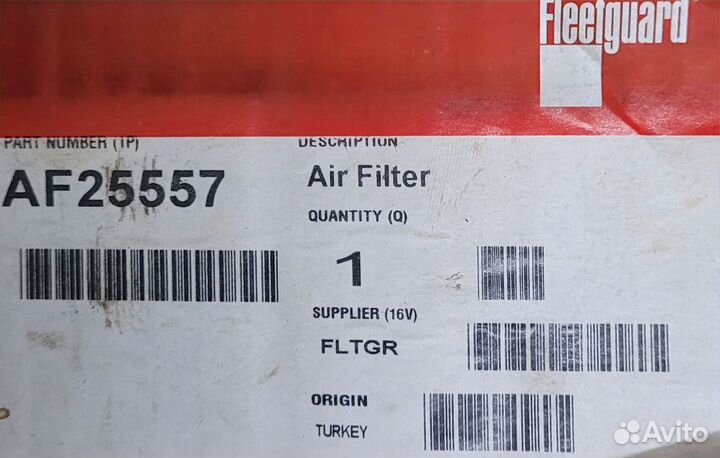 Fleetguard
PART NUMBER (1P)
AF25557
DESCRIPTION
Air Filter
QUANTITY (Q)
1
SUPPLIER (16V)
FLTGR
ORIGIN
TURKEY
Avito